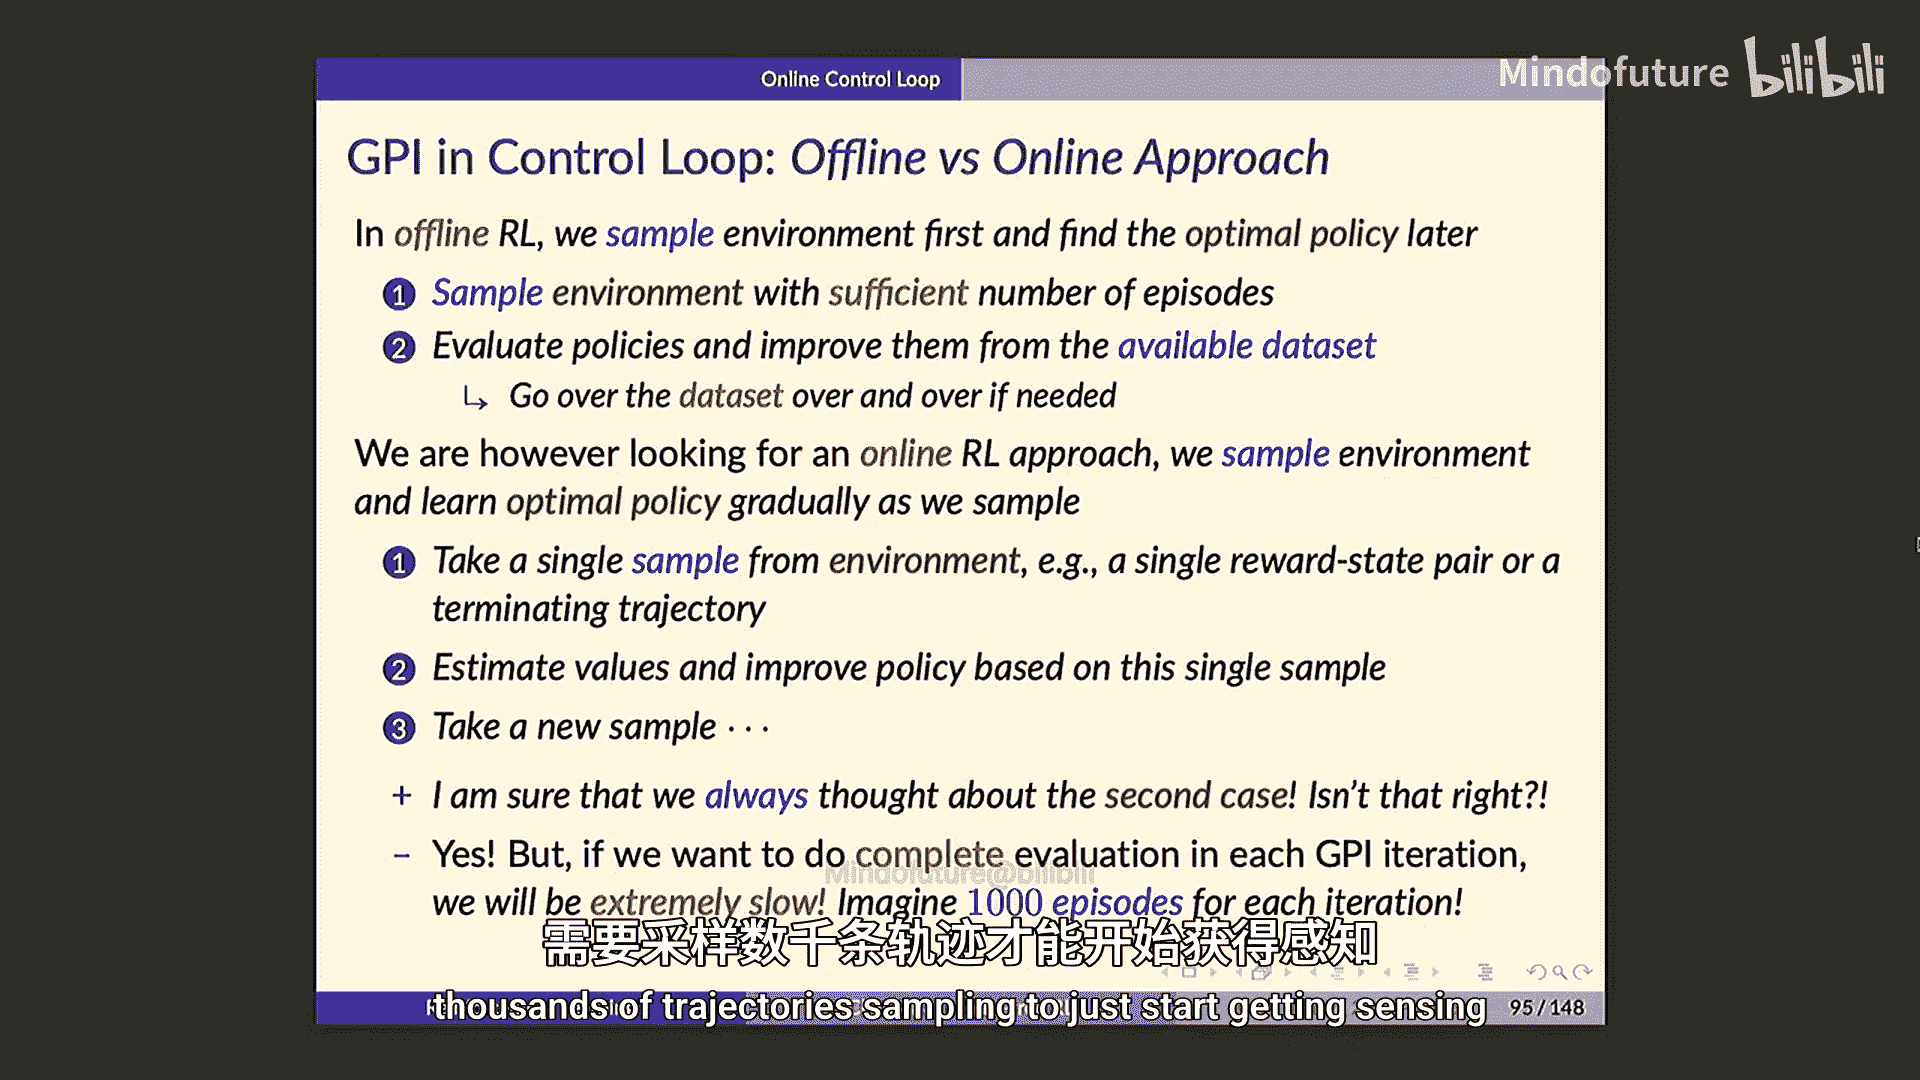 Online Control Loop
Mindofuture bilibili
GPI in Control Loop: Offline vs Online Approach
In offline RL, we sample environment first and find the optimal policy later
1 Sample environment with sufficient number of episodes
2 Evaluate policies and improve them from the available dataset
↳ Go over the dataset over and over if needed
We are however looking for an online RL approach, we sample environment
and learn optimal policy gradually as we sample
1 Take a single sample from environment, e.g., a single reward-state pair or a
terminating trajectory
2 Estimate values and improve policy based on this single sample
3 Take a new sample · · ·
+ I am sure that we always thought about the second case! Isn't that right?!
– Yes! But, if we want to do complete evaluation in each GPI iteration,
Mindofuture@bilibili
we will be extremely slow! Imagine 1000 episodes for each iteration!
需要采样数千条轨迹才能开始获得感知
thousands of trajectories sampling to just start getting sensing
95 / 148